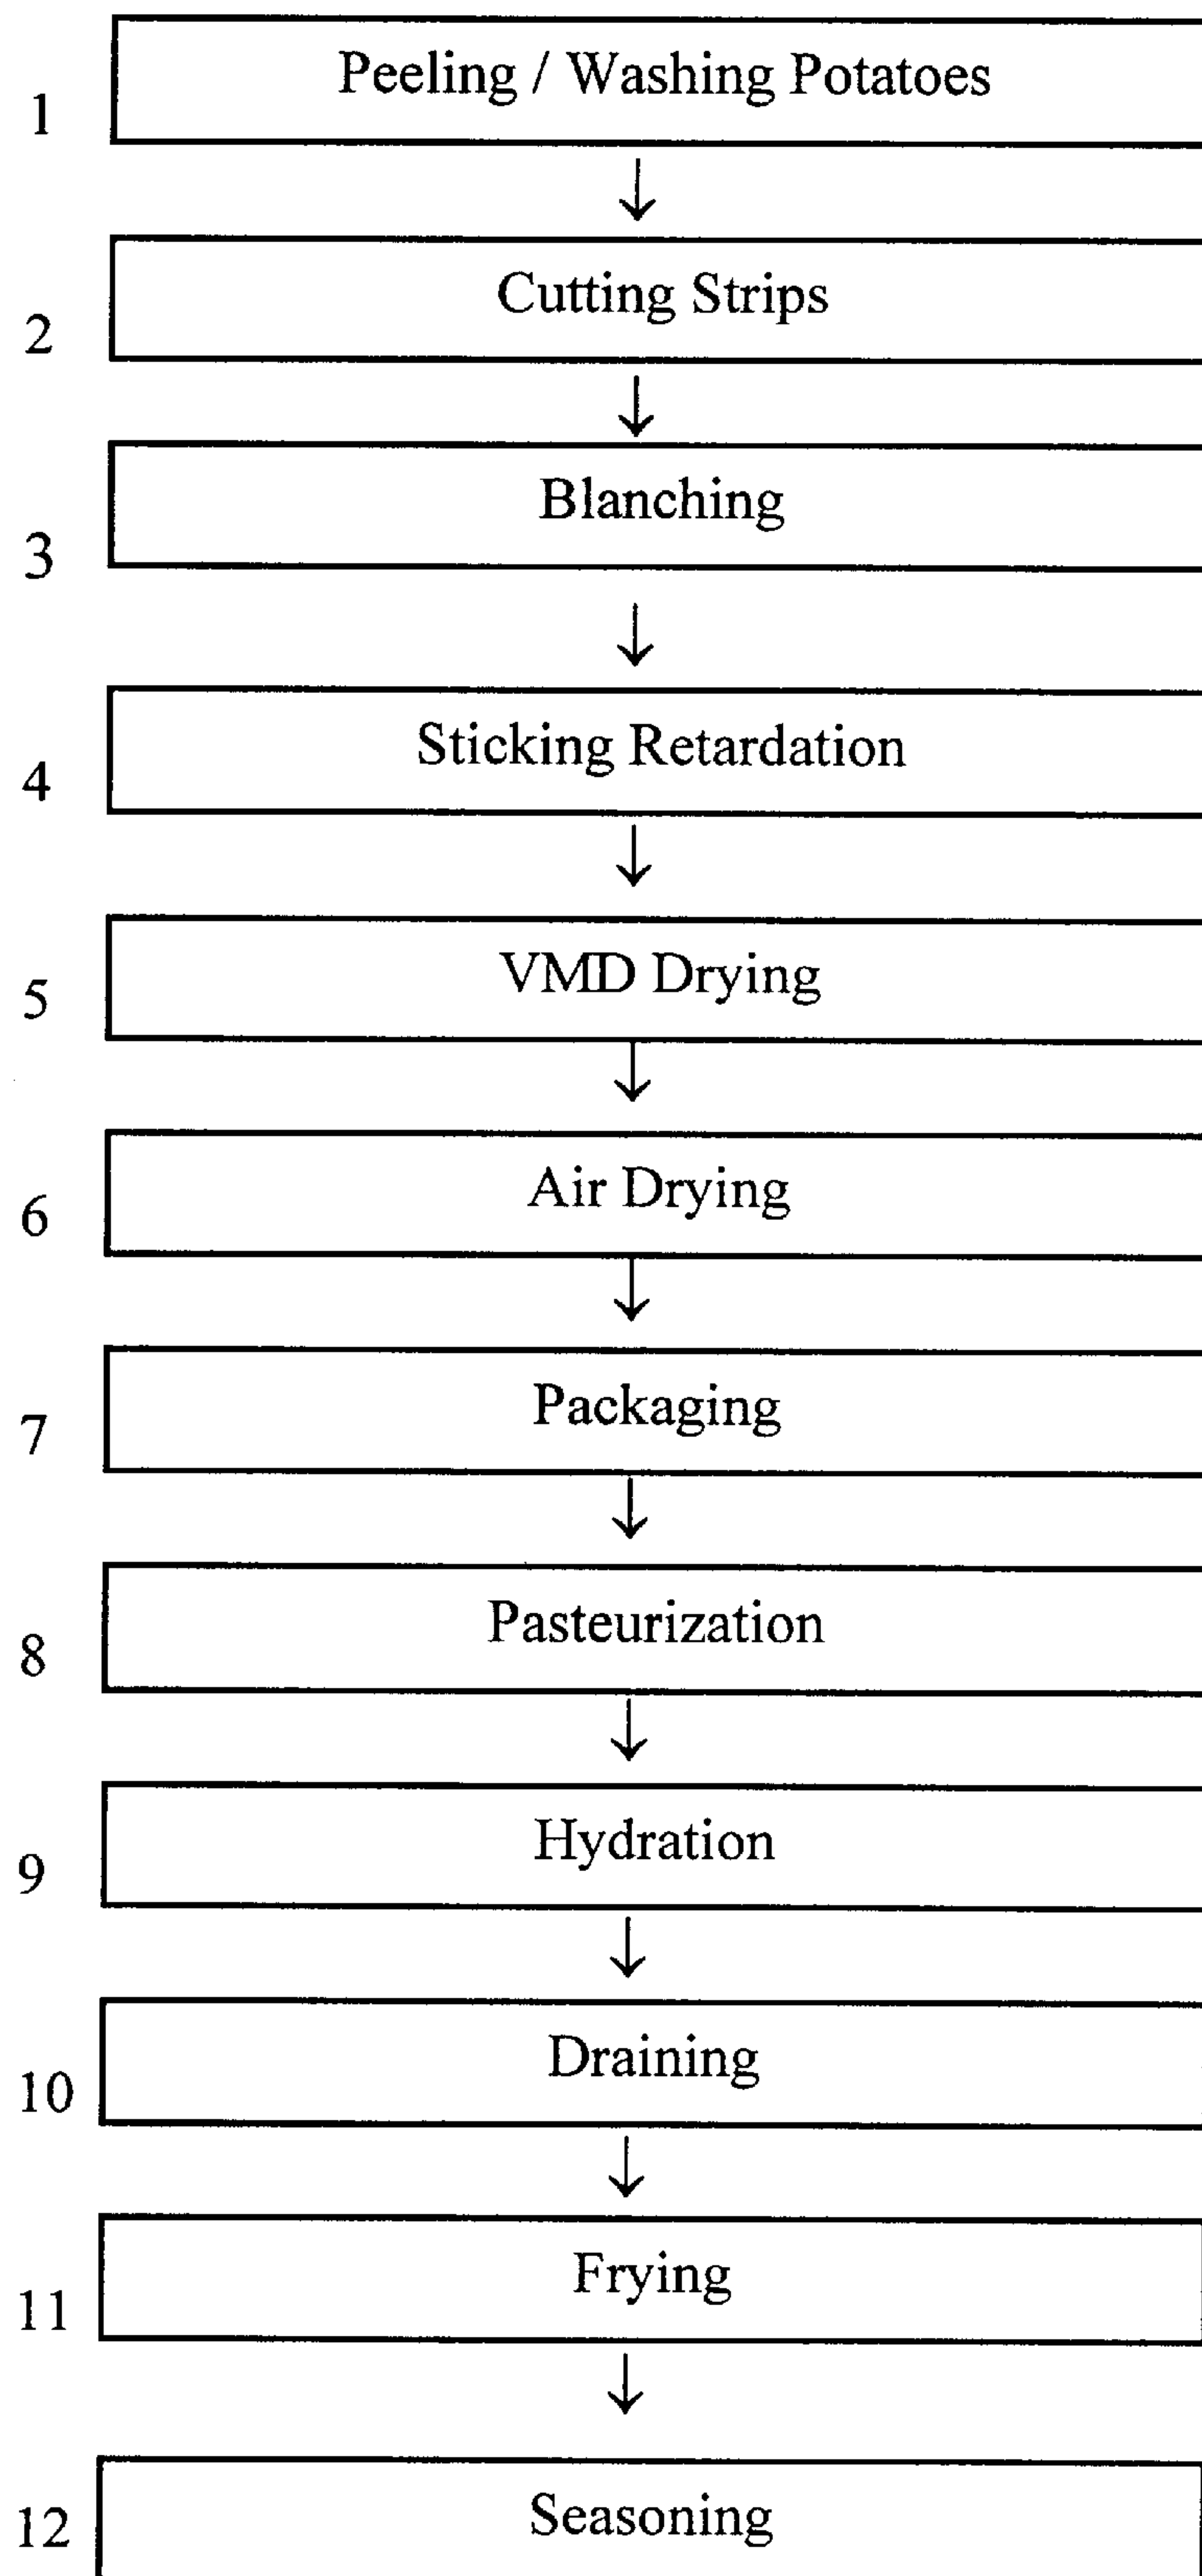 1 Peeling / Washing Potatoes
2 Cutting Strips
3 Blanching
4 Sticking Retardation
5 VMD Drying
6 Air Drying
7 Packaging
8 Pasteurization
9 Hydration
10 Draining
11 Frying
12 Seasoning